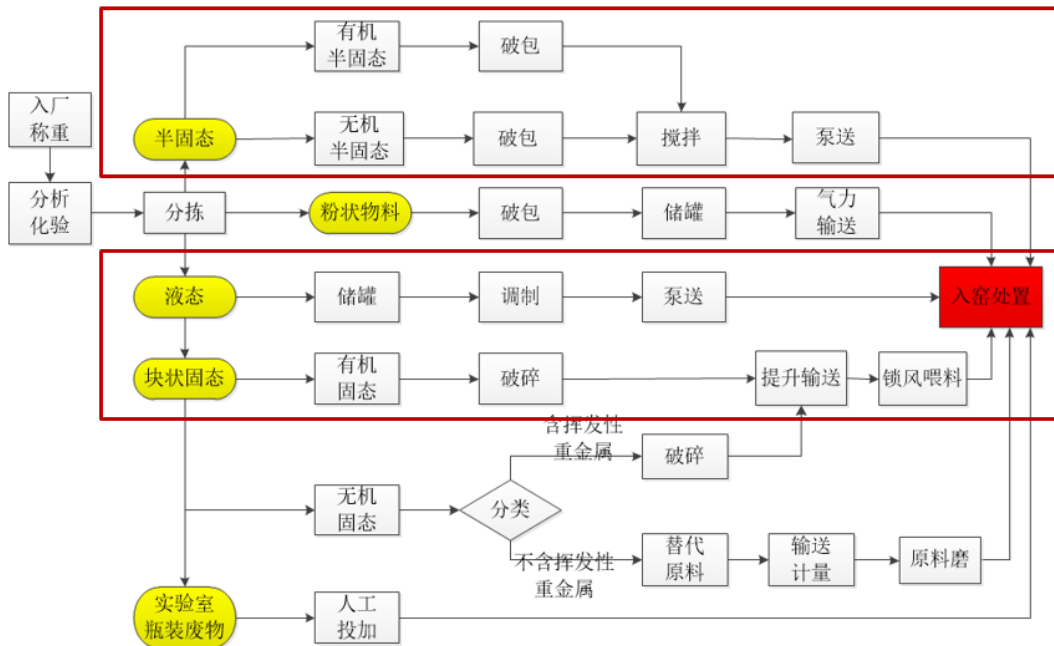 有机
半固态
破包
入厂
称重
半固态
无机
半固态
破包
搅拌
泵送
分析
化验
分拣
粉状物料
破包
储罐
气力
输送
液态
储罐
调制
泵送
入窑处置
块状固态
有机
固态
破碎
提升输送
锁风喂料
含挥发性
重金属
破碎
无机
固态
分类
不含挥发性
重金属
替代
原料
输送
计量
原料磨
实验室
瓶装废物
人工
投加